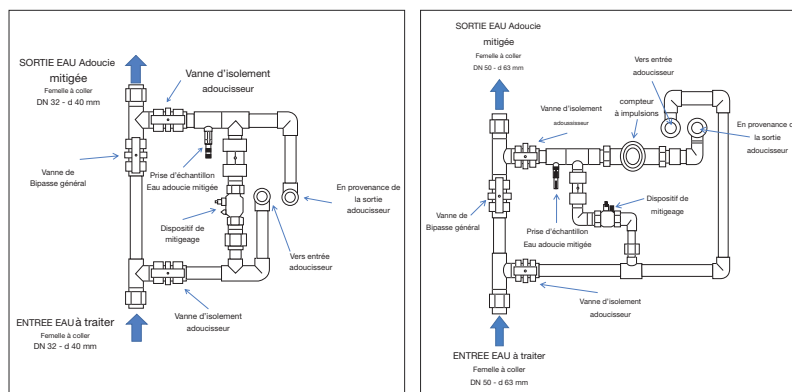 SORTIE EAU Adoucie
mitigée
Femelle à coller
DN 32 - d 40 mm
Vanne d'isolement
adoucisseur
Vanne de
Bipasse général
Prise d'échantillon
Eau adoucie mitigée
En provenance de
la sortie
adoucisseur
Dispositif de
mitigeage
Vers entrée
adoucisseur
Vanne d'isolement
adoucisseur
ENTREE EAU à traiter
Femelle à coller
DN 32 - d 40 mm
SORTIE EAU Adoucie
mitigée
Femelle à coller
DN 50 - d 63 mm
Vers entrée
adoucisseur
Vanne d'isolement
adoussisseur
compteur
à impulsions
En provenance d
la sortie
adoucisseur
Vanne de
Bipasse général
Prise d'échantillon
Eau adoucie mitigée
Dispositif de
mitigeage
Vanne d'isolement
adoucisseur
ENTREE EAU à traiter
Femelle à coller
DN 50 - d 63 mm